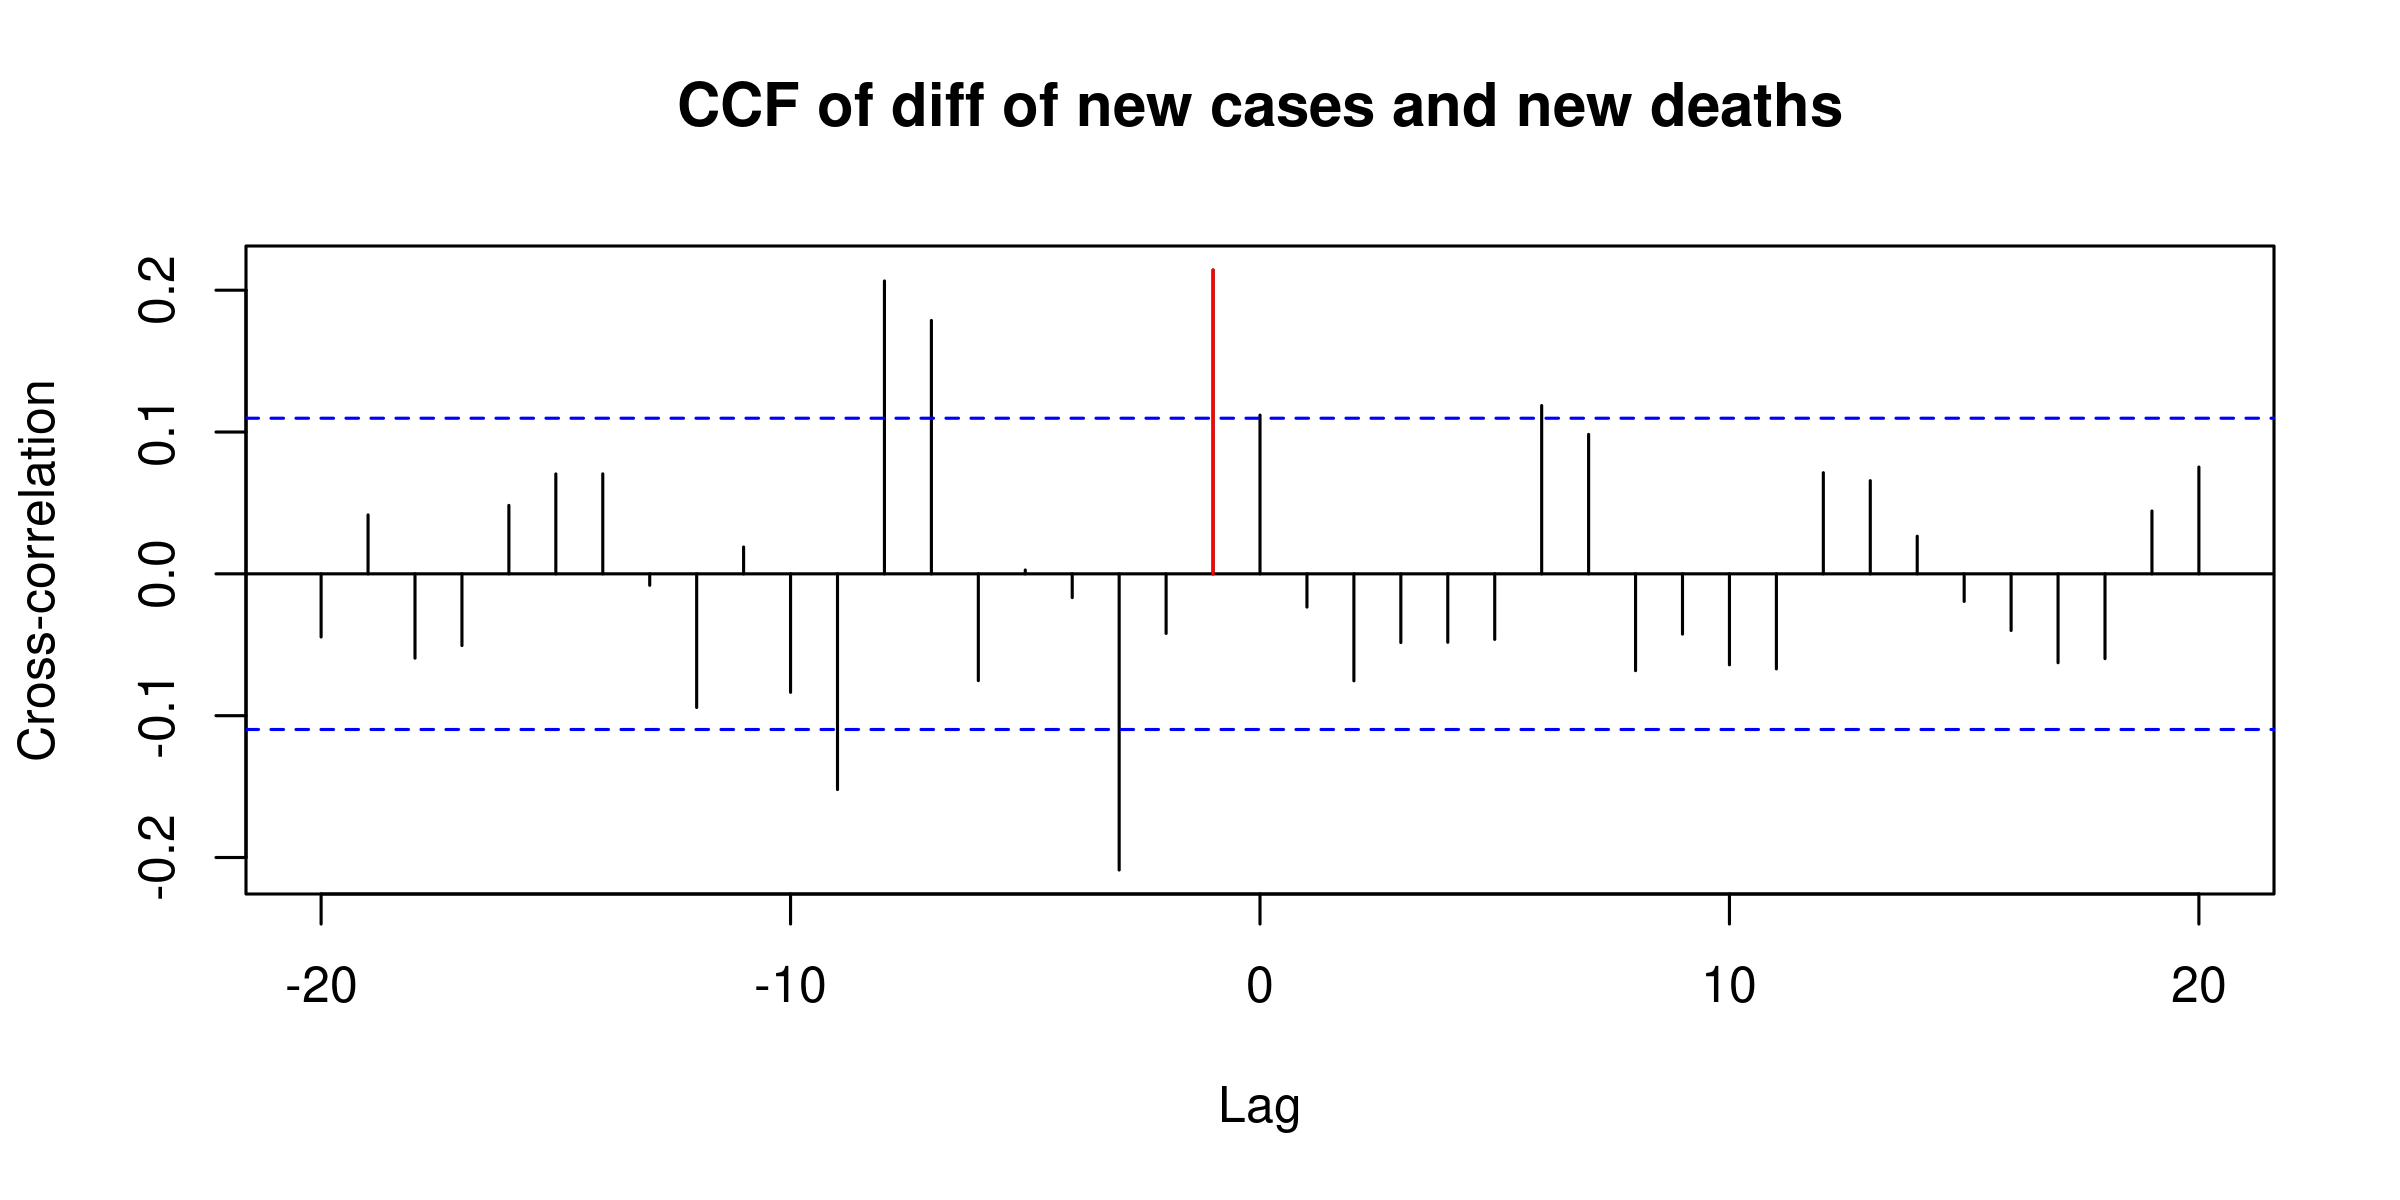 CCF of diff of new cases and new deaths
Cross-correlation
0.2
0.1
0.0
-0.1
-0.2
-20 -10 0 10 20
Lag